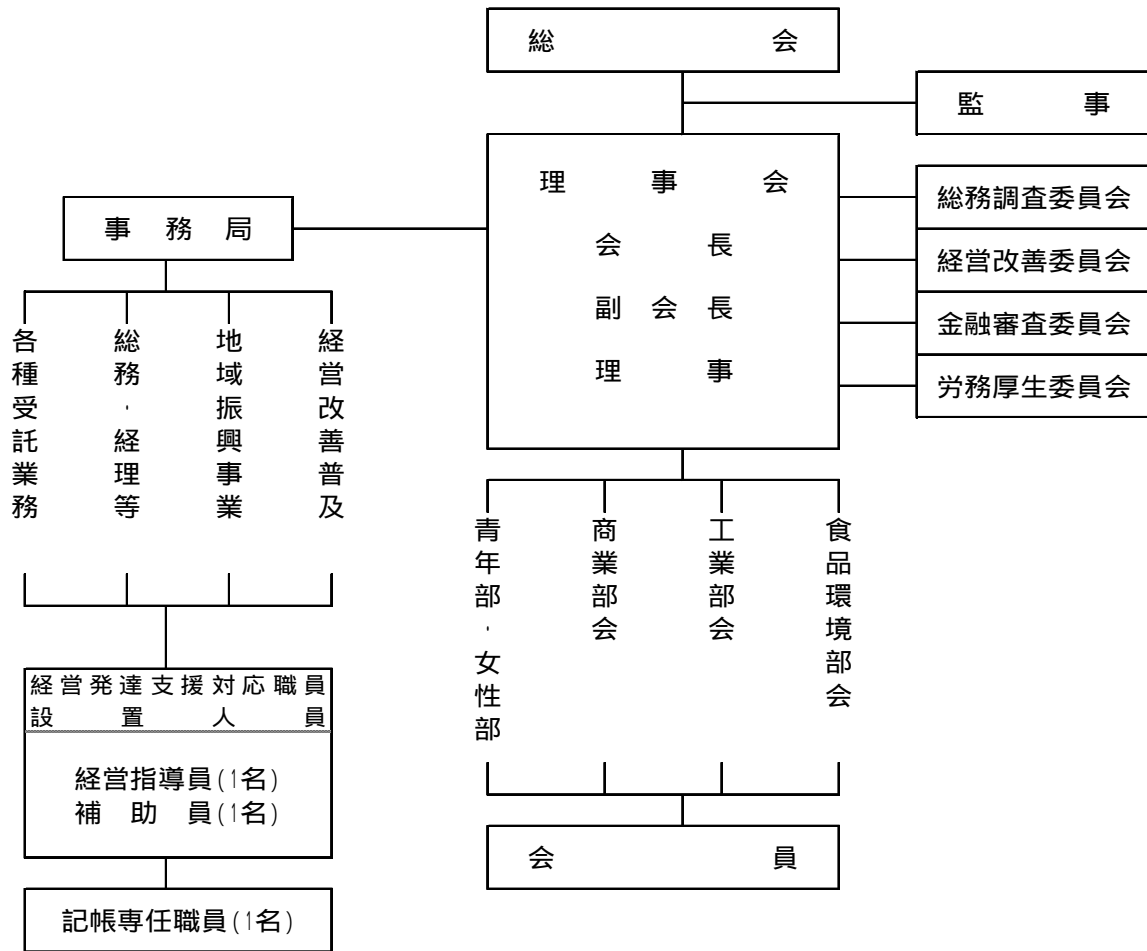 総会
監事
理事会
会長
副会長
理事
総務調査委員会
経営改善委員会
金融審査委員会
労務厚生委員会
事務局
各種受託業務
総務・経理等
地域振興事業
経営改善普及
青年部・女性部
商業部会
工業部会
食品環境部会
経営発達支援対応職員
設置人員
経営指導員(1名)
補助員(1名)
記帳専任職員(1名)
会員